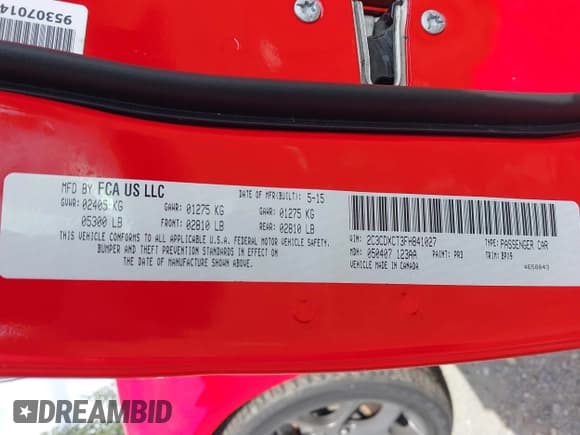 95307014
MFD BY FCA US LLC
DATE OF MFR(BUILT): 5-15
GVWR: 02405 KG
GAWR: 01275 KG
GAWR: 01275 KG
05300 LB
FRONT: 02810 LB
REAR: 02810 LB
THIS VEHICLE CONFORMS TO ALL APPLICABLE U.S.A. FEDERAL MOTOR VEHICLE SAFETY,
BUMPER AND THEFT PREVENTION STANDARDS IN EFFECT ON
THE DATE OF MANUFACTURE SHOWN ABOVE.
VIN: 2C3CDXCT3FH841027
TYPE: PASSENGER CAR
MDH: 050407 123AA
PAINT: PR3
TRIM: BPX9
VEHICLE MADE IN CANADA
4658843
DREAMBID